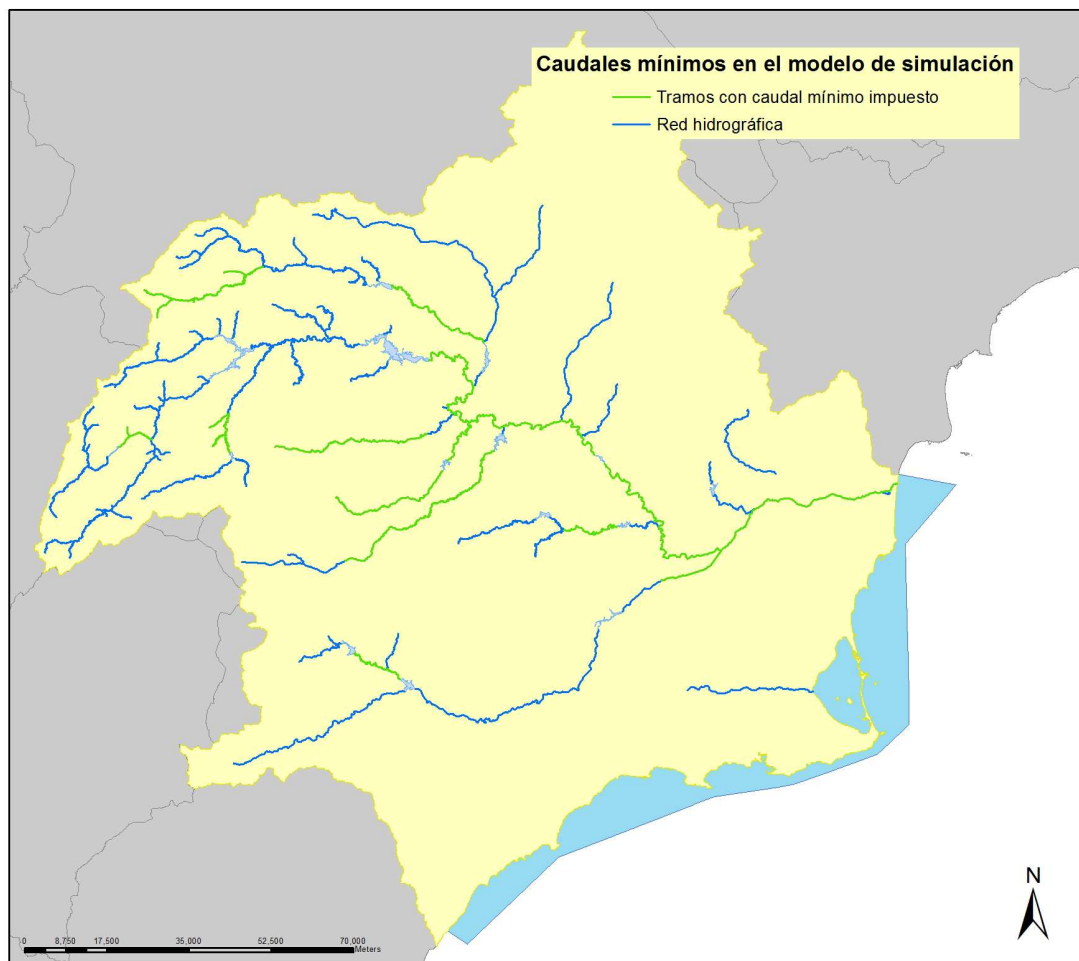 Caudales mínimos en el modelo de simulación
Tramos con caudal mínimo impuesto
Red hidrográfica
N
0 8,750 17,500 35,000 52,500 70,000
Meters